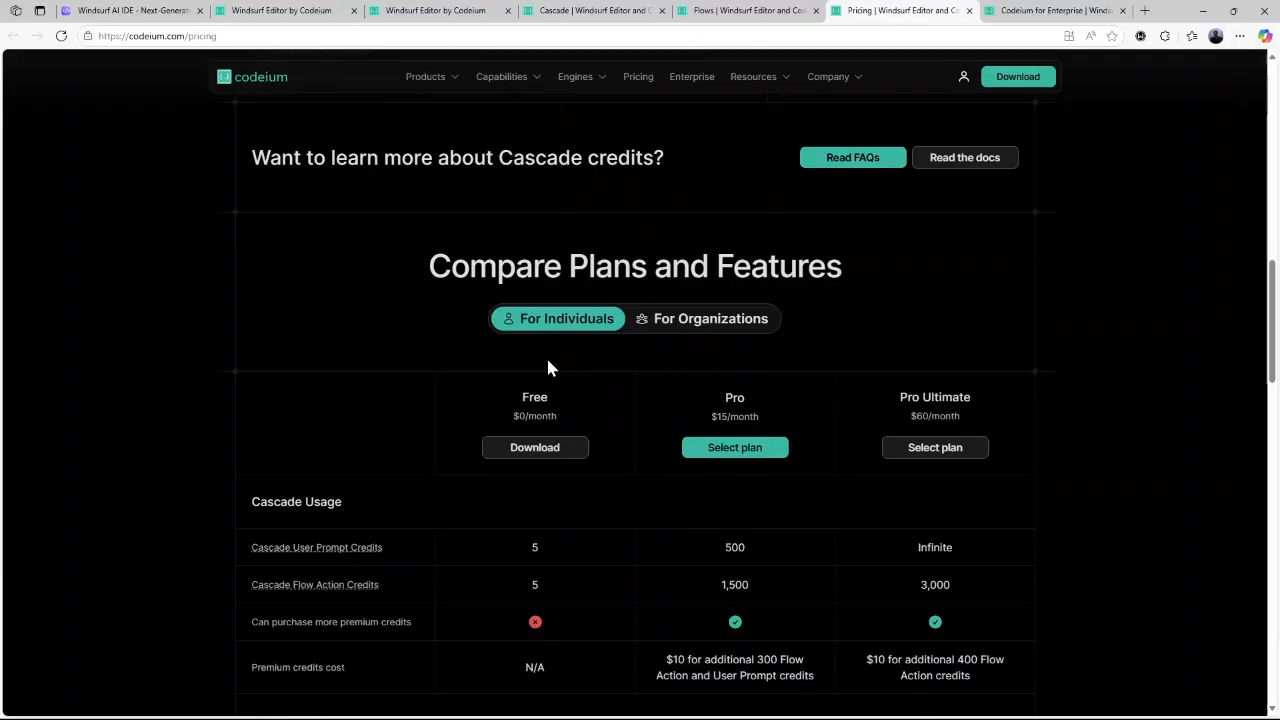 Windsurf AI IDE - Next-Genera
Windsurf Editor by Codeium
Windsurf Editor by Codeium
Cascade | Windsurf Editor and C
Flows | Windsurf Editor and Co
Pricing | Windsurf Editor and C
Codeium for Enterprise | Winds
https://codeium.com/pricing
codeium
Products
Capabilities
Engines
Pricing
Enterprise
Resources
Company
Download
Want to learn more about Cascade credits?
Read FAQs
Read the docs
Compare Plans and Features
For Individuals
For Organizations
Free
Pro
Pro Ultimate
$0/month
$15/month
$60/month
Download
Select plan
Select plan
Cascade Usage
Cascade User Prompt Credits
5
500
Infinite
Cascade Flow Action Credits
5
1,500
3,000
Can purchase more premium credits
Premium credits cost
N/A
$10 for additional 300 Flow
Action and User Prompt credits
$10 for additional 400 Flow
Action credits